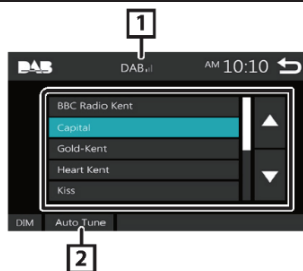 1
DAB DAB AM 10:10
BBC Radio Kent
Capital
Gold-Kent
Heart Kent
Kiss
DIM Auto Tune
2